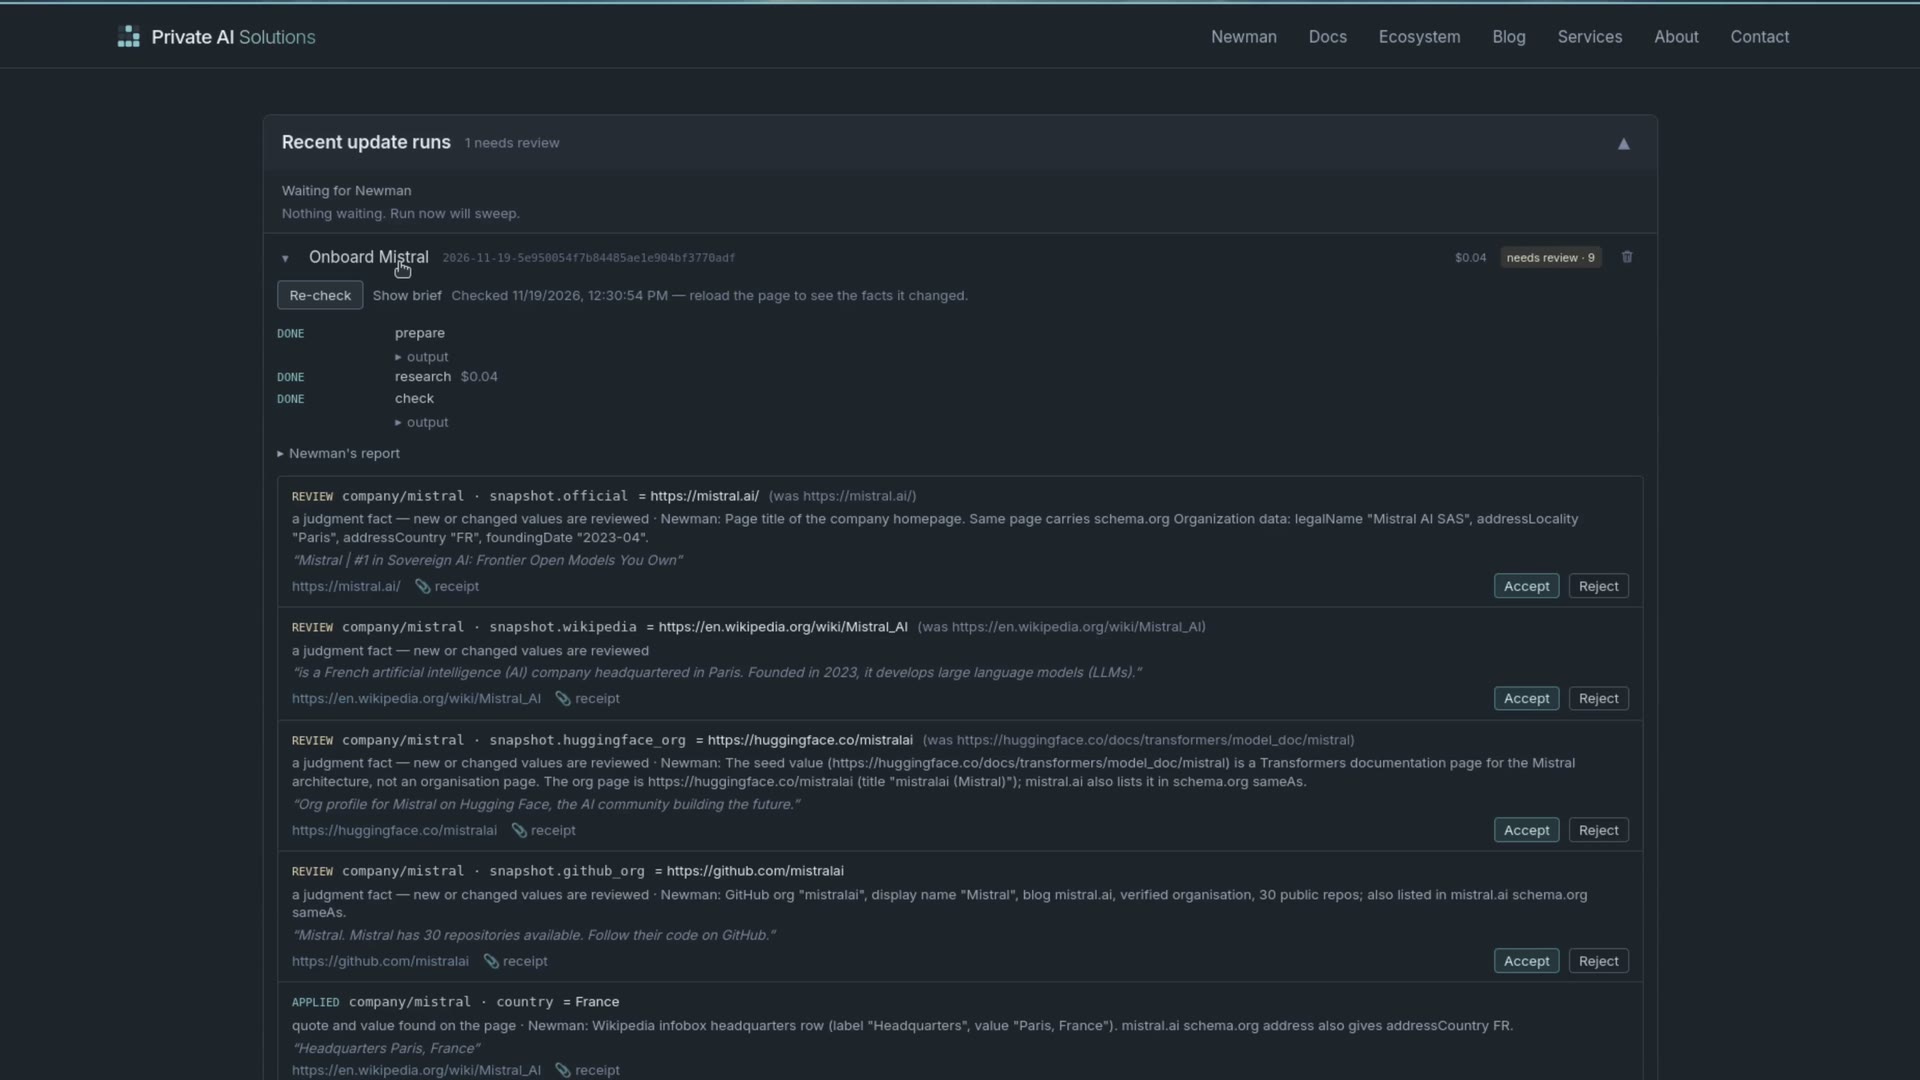 Private AI Solutions
Newman Docs Ecosystem Blog Services About Contact
Recent update runs 1 needs review ▲
Waiting for Newman
Nothing waiting. Run now will sweep.
▾ Onboard Mistral 2026-11-19-5e950054f7b84485ae1e904bf3770adf $0.04 needs review · 9
Re-check Show brief Checked 11/19/2026, 12:30:54 PM — reload the page to see the facts it changed.
DONE prepare
▸ output
DONE research $0.04
DONE check
▸ output
▸ Newman's report
REVIEW company/mistral · snapshot.official = https://mistral.ai/ (was https://mistral.ai/)
a judgment fact — new or changed values are reviewed · Newman: Page title of the company homepage. Same page carries schema.org Organization data: legalName "Mistral AI SAS", addressLocality
"Paris", addressCountry "FR", foundingDate "2023-04".
“Mistral | #1 in Sovereign AI: Frontier Open Models You Own”
https://mistral.ai/ 📎 receipt Accept Reject
REVIEW company/mistral · snapshot.wikipedia = https://en.wikipedia.org/wiki/Mistral_AI (was https://en.wikipedia.org/wiki/Mistral_AI)
a judgment fact — new or changed values are reviewed
“is a French artificial intelligence (AI) company headquartered in Paris. Founded in 2023, it develops large language models (LLMs).”
https://en.wikipedia.org/wiki/Mistral_AI 📎 receipt Accept Reject
REVIEW company/mistral · snapshot.huggingface_org = https://huggingface.co/mistralai (was https://huggingface.co/docs/transformers/model_doc/mistral)
a judgment fact — new or changed values are reviewed · Newman: The seed value (https://huggingface.co/docs/transformers/model_doc/mistral) is a Transformers documentation page for the Mistral
architecture, not an organisation page. The org page is https://huggingface.co/mistralai (title "mistralai (Mistral)"); mistral.ai also lists it in schema.org sameAs.
“Org profile for Mistral on Hugging Face, the AI community building the future.”
https://huggingface.co/mistralai 📎 receipt Accept Reject
REVIEW company/mistral · snapshot.github_org = https://github.com/mistralai
a judgment fact — new or changed values are reviewed · Newman: GitHub org "mistralai", display name "Mistral", blog mistral.ai, verified organisation, 30 public repos; also listed in mistral.ai schema.org
sameAs.
“Mistral. Mistral has 30 repositories available. Follow their code on GitHub.”
https://github.com/mistralai 📎 receipt Accept Reject
APPLIED company/mistral · country = France
quote and value found on the page · Newman: Wikipedia infobox headquarters row (label "Headquarters", value "Paris, France"). mistral.ai schema.org address also gives addressCountry FR.
“Headquarters Paris, France”
https://en.wikipedia.org/wiki/Mistral_AI 📎 receipt